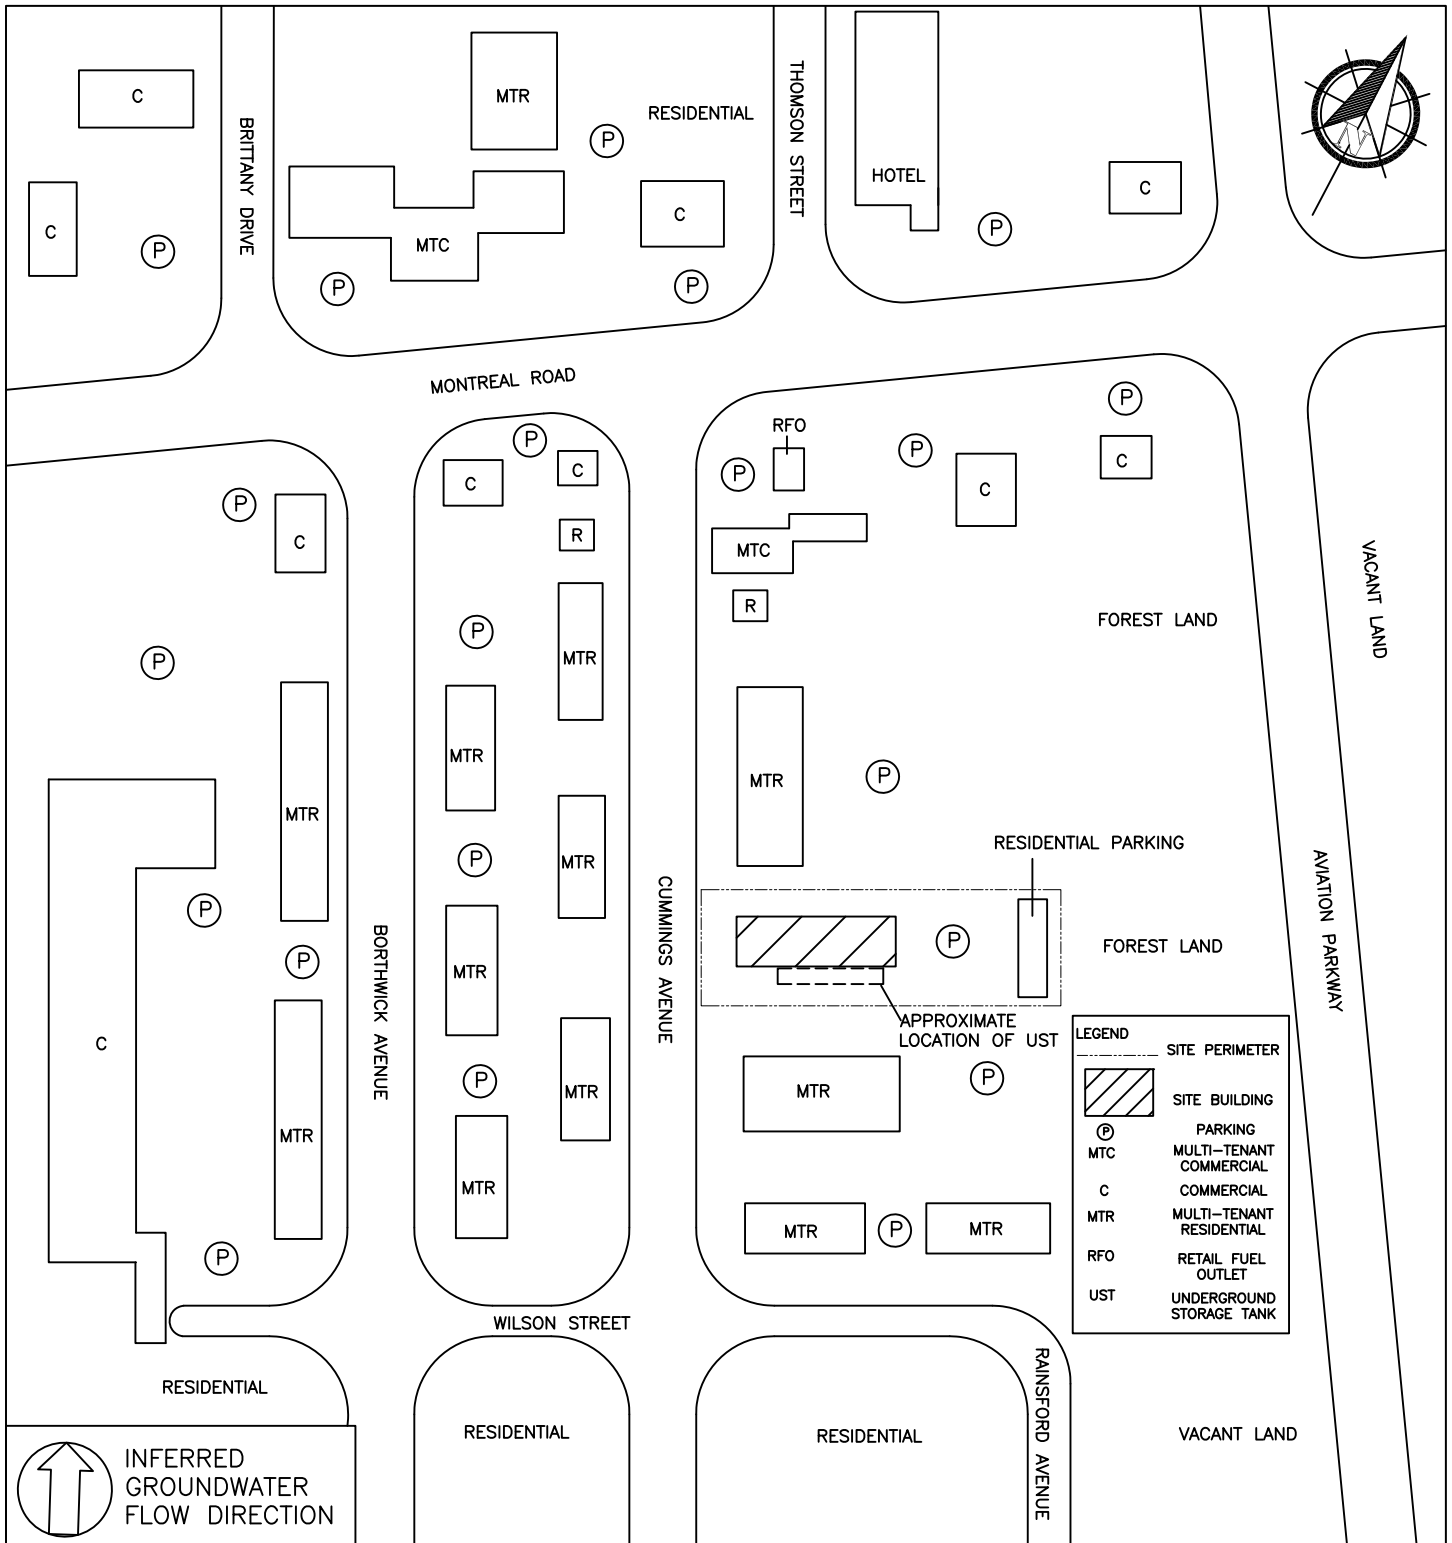 C
MTR
RESIDENTIAL
P
THOMSON STREET
HOTEL
C
N
BRITTANY DRIVE
C
P
MTC
C
P
P
P
MONTREAL ROAD
P
C
P
C
C
R
P
RFO
P
MTC
R
P
C
P
C
P
P
MTR
MTR
MTR
FOREST LAND
VACANT LAND
P
MTR
P
MTR
P
MTR
RESIDENTIAL PARKING
P
P
MTR
CUMMINGS AVENUE
P
FOREST LAND
AVIATION PARKWAY
BORTHWICK AVENUE
APPROXIMATE
LOCATION OF UST
C
P
MTR
MTR
P
MTR
MTR
MTR
P
MTR
P
LEGEND
SITE PERIMETER
SITE BUILDING
P PARKING
MTC MULTI-TENANT
COMMERCIAL
C COMMERCIAL
MTR MULTI-TENANT
RESIDENTIAL
RFO RETAIL FUEL
OUTLET
UST UNDERGROUND
STORAGE TANK
WILSON STREET
RESIDENTIAL
RESIDENTIAL
RESIDENTIAL
RAINSFORD AVENUE
VACANT LAND
INFERRED
GROUNDWATER
FLOW DIRECTION